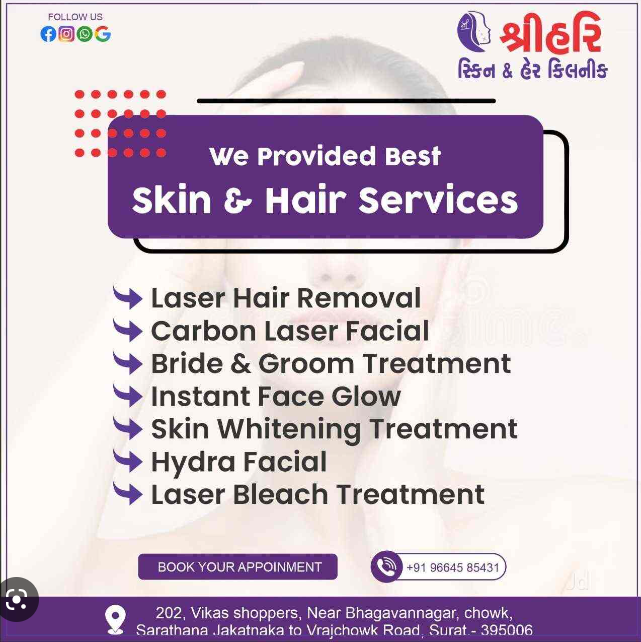 FOLLOW US
શ્રીહરિ
સ્કિન & હેર ક્લિનીક
We Provided Best
Skin & Hair Services
Laser Hair Removal
Carbon Laser Facial
Bride & Groom Treatment
Instant Face Glow
Skin Whitening Treatment
Hydra Facial
Laser Bleach Treatment
BOOK YOUR APPOINMENT
+91 96645 85431
Jd
202, Vikas shoppers, Near Bhagavannagar, chowk,
Sarathana Jakatnaka to Vrajchowk Road, Surat.- 395006